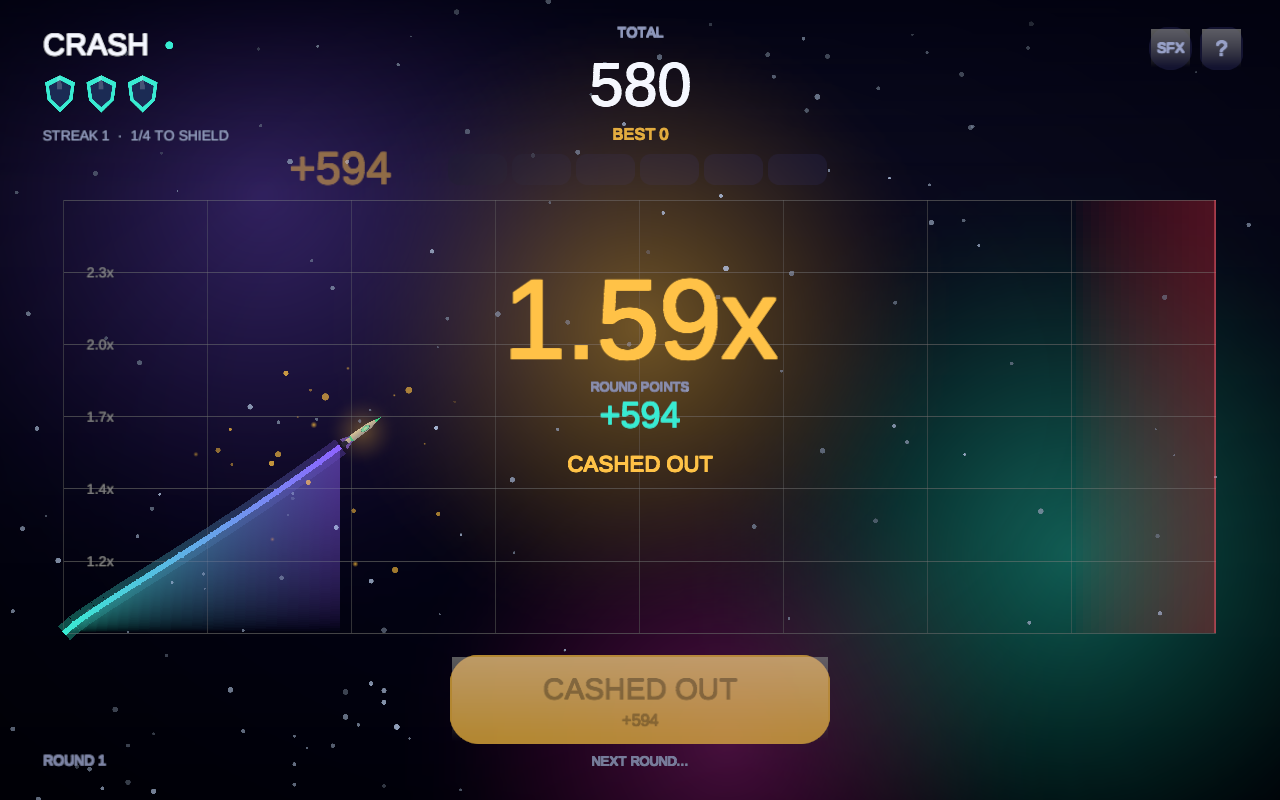 CRASH
TOTAL
SFX
?
580
STREAK 1 · 1/4 TO SHIELD
BEST 0
+594
2.3x
2.0x
1.7x
1.4x
1.2x
1.59x
ROUND POINTS
+594
CASHED OUT
CASHED OUT
+594
ROUND 1
NEXT ROUND...